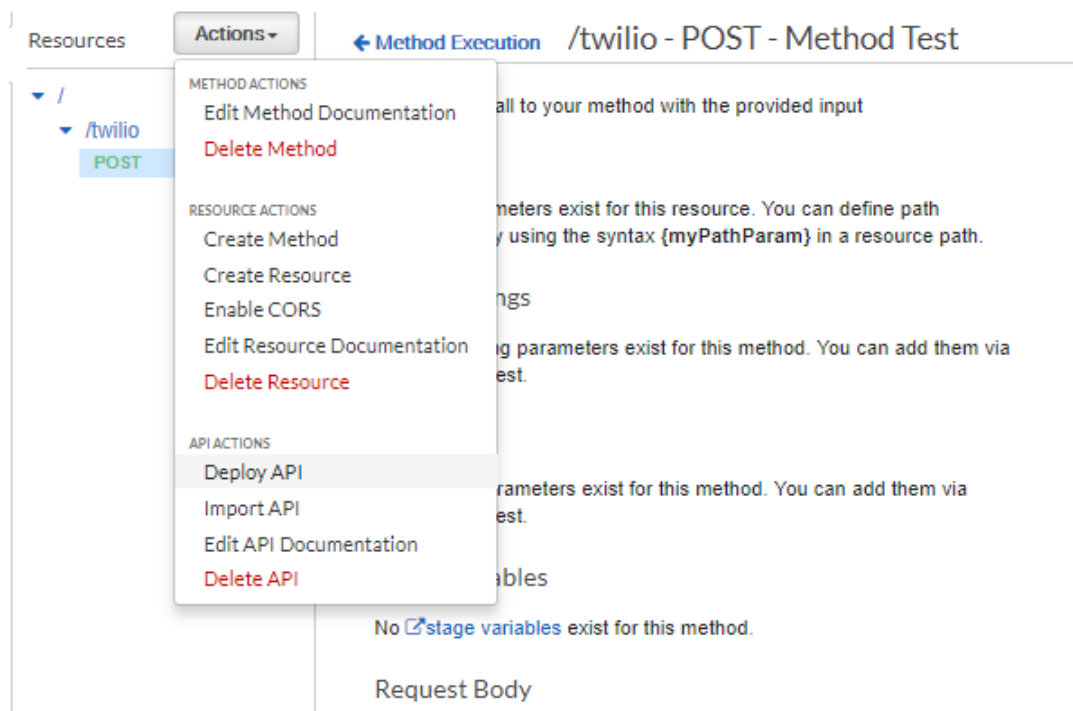 Resources
Actions
Method Execution /twilio - POST - Method Test
/
/twilio
POST
METHOD ACTIONS
Edit Method Documentation
Delete Method
RESOURCE ACTIONS
Create Method
Create Resource
Enable CORS
Edit Resource Documentation
Delete Resource
API ACTIONS
Deploy API
Import API
Edit API Documentation
Delete API
all to your method with the provided input
meters exist for this resource. You can define path
using the syntax {myPathParam} in a resource path.
ngs
ng parameters exist for this method. You can add them via
est.
rameters exist for this method. You can add them via
est.
ables
No stage variables exist for this method.
Request Body